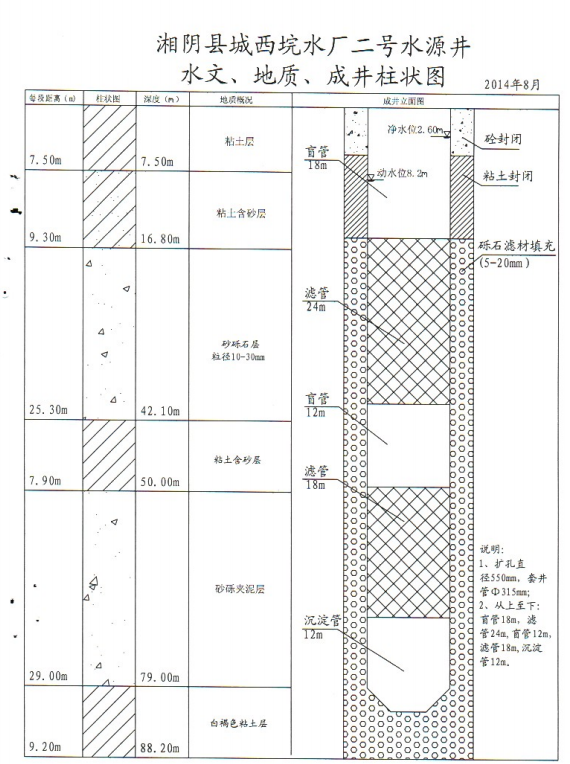 湘阴县城西垸水厂二号水源井
水文、地质、成井柱状图
2014年8月
每段距离(m) 柱状图 深度(m) 地质概况 成井立面图
7.50m 7.50m 粘土层
9.30m 16.80m 粘土含砂层
25.30m 42.10m 砂砾石层
粒径10-30mm
7.90m 50.00m 粘土含砂层
29.00m 79.00m 砂砾夹泥层
9.20m 88.20m 白褐色粘土层
净水位2.60m
砼封闭
盲管
18m
动水位8.2m
粘土封闭
砾石滤材填充
(5-20mm)
滤管
24m
盲管
12m
滤管
18m
沉淀管
12m
说明:
1、扩孔直
径550mm, 套井
管Φ315mm;
2、从上至下:
盲管18m, 滤
管24m, 盲管12m,
滤管18m, 沉淀
管12m.